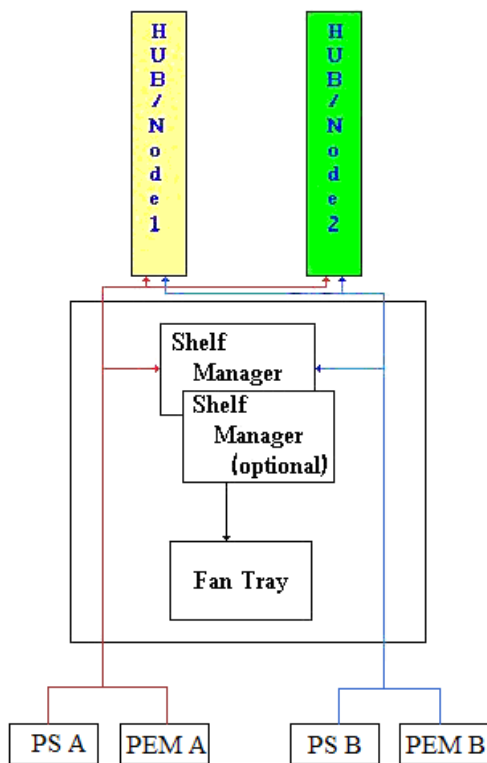 HUB/Node1
HUB/Node2
Shelf
Manager
Shelf
Manager
(optional)
Fan Tray
PS A
PEM A
PS B
PEM B